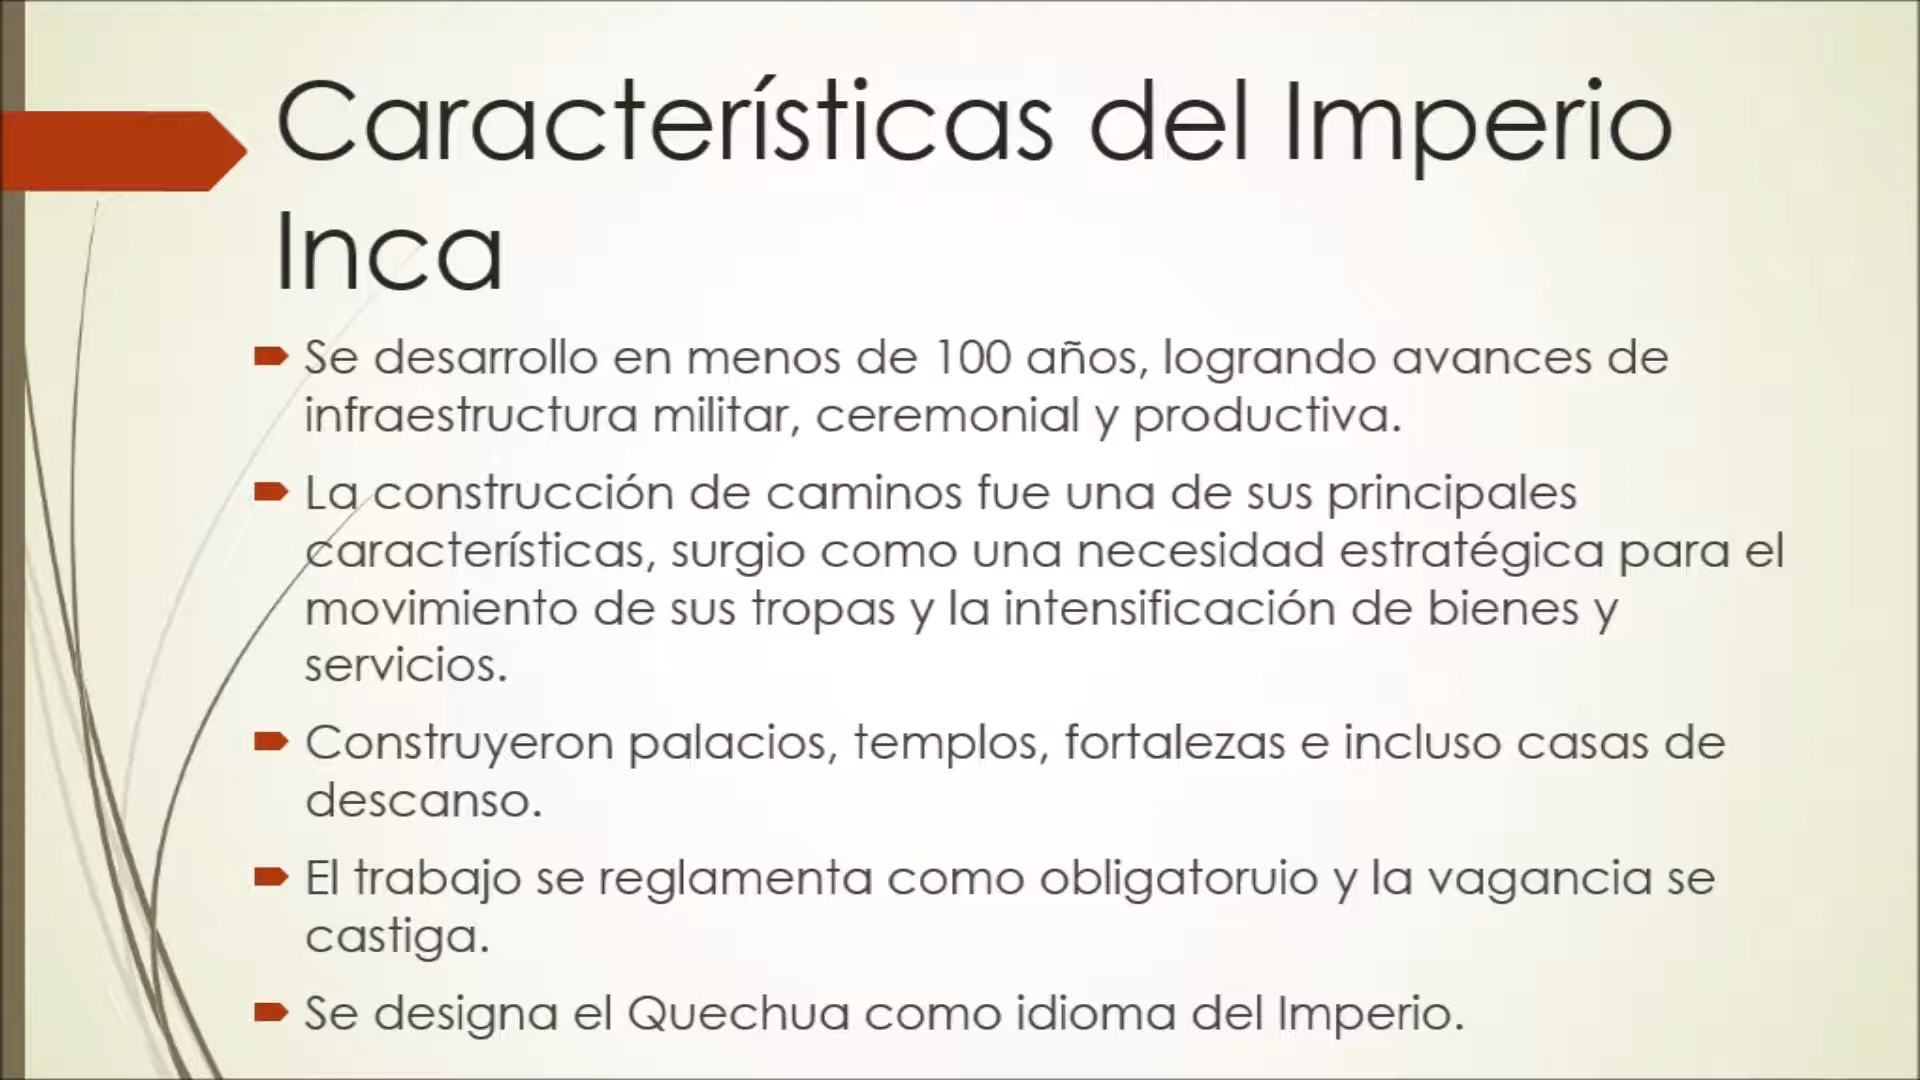 Características del Imperio
Inca
Se desarrollo en menos de 100 años, logrando avances de
infraestructura militar, ceremonial y productiva.
La construcción de caminos fue una de sus principales
características, surgio como una necesidad estratégica para el
movimiento de sus tropas y la intensificación de bienes y
servicios.
Construyeron palacios, templos, fortalezas e incluso casas de
descanso.
El trabajo se reglamenta como obligatoruio y la vagancia se
castiga.
Se designa el Quechua como idioma del Imperio.